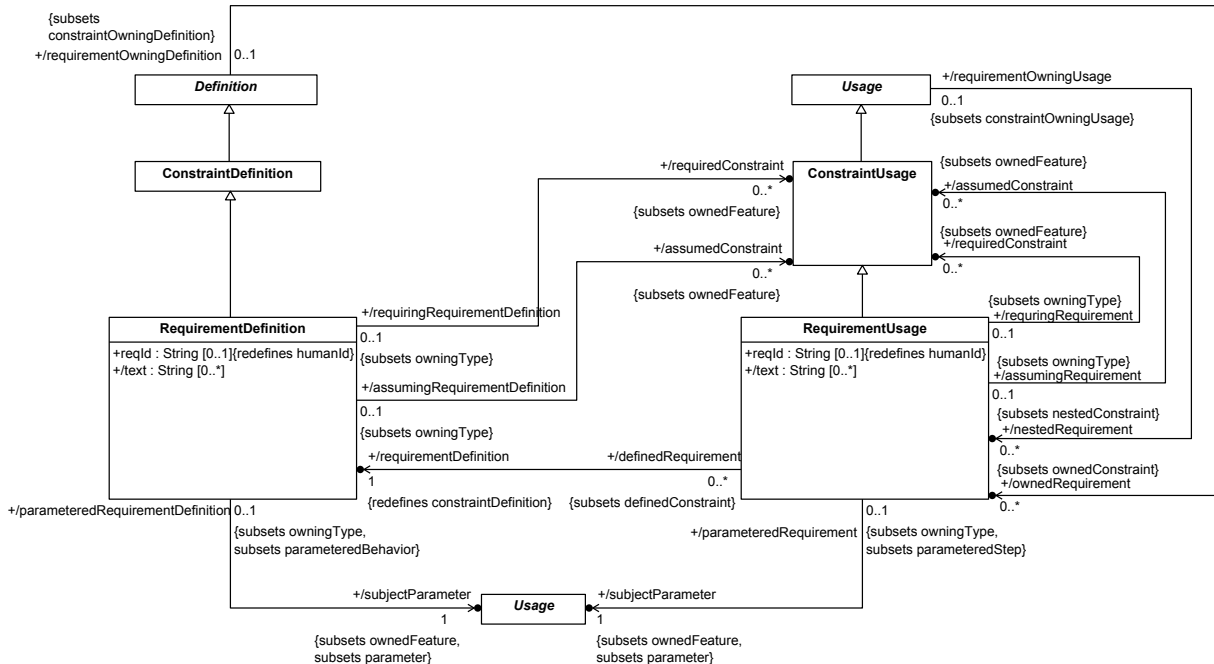 {subsets
constraintOwningDefinition}
+/requirementOwningDefinition
0..1
Definition
Usage
+/requirementOwningUsage
0..1
{subsets constraintOwningUsage}
ConstraintDefinition
+/requiredConstraint
0..*
{subsets ownedFeature}
ConstraintUsage
{subsets ownedFeature}
+/assumedConstraint
0..*
+/assumedConstraint
0..*
{subsets ownedFeature}
{subsets ownedFeature}
+/requiredConstraint
0..*
RequirementDefinition
+reqId : String [0..1]{redefines humanId}
+/text : String [0..*]
+/requiringRequirementDefinition
0..1
{subsets owningType}
+/assumingRequirementDefinition
0..1
{subsets owningType}
+/requirementDefinition
1
{redefines constraintDefinition}
+/definedRequirement
0..*
{subsets definedConstraint}
RequirementUsage
+reqId : String [0..1]{redefines humanId}
+/text : String [0..*]
{subsets owningType}
+/requringRequirement
0..1
{subsets owningType}
+/assumingRequirement
0..1
{subsets nestedConstraint}
+/nestedRequirement
0..*
{subsets ownedConstraint}
+/ownedRequirement
0..*
+/parameteredRequirementDefinition
0..1
{subsets owningType,
subsets parameteredBehavior}
+/parameteredRequirement
0..1
{subsets owningType,
subsets parameteredStep}
+/subjectParameter
1
{subsets ownedFeature,
subsets parameter}
Usage
+/subjectParameter
1
{subsets ownedFeature,
subsets parameter}